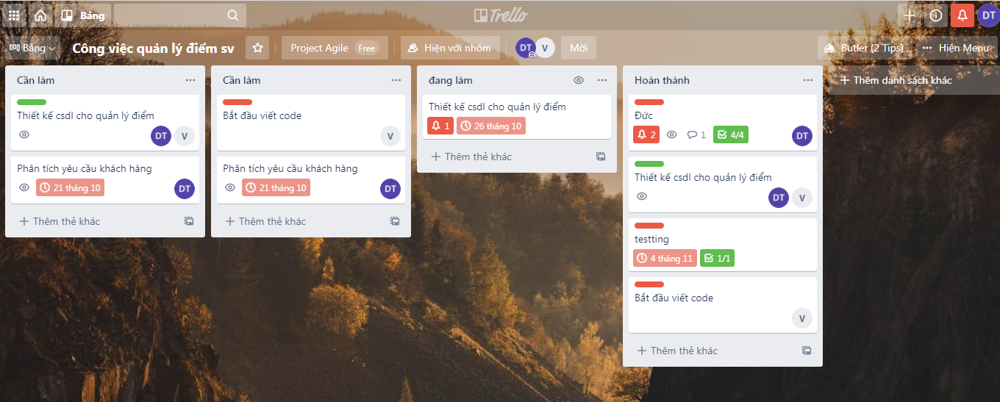 Bảng
Trello
DT
Bảng
Công việc quản lý điểm sv
Project Agile Free
Hiện với nhóm
DT V
Mời
Butler (2 Tips)
Hiện Menu
Cần làm
Thiết kế csdl cho quản lý điểm
DT V
Phân tích yêu cầu khách hàng
21 tháng 10
DT
Thêm thẻ khác
Cần làm
Bắt đầu viết code
V
Phân tích yêu cầu khách hàng
21 tháng 10
DT
Thêm thẻ khác
đang làm
Thiết kế csdl cho quản lý điểm
1 26 tháng 10
Thêm thẻ khác
Hoàn thành
Đức
2 1 4/4 DT
Thiết kế csdl cho quản lý điểm
DT V
testting
4 tháng 11 1/1
Bắt đầu viết code
V
Thêm thẻ khác
Thêm danh sách khác